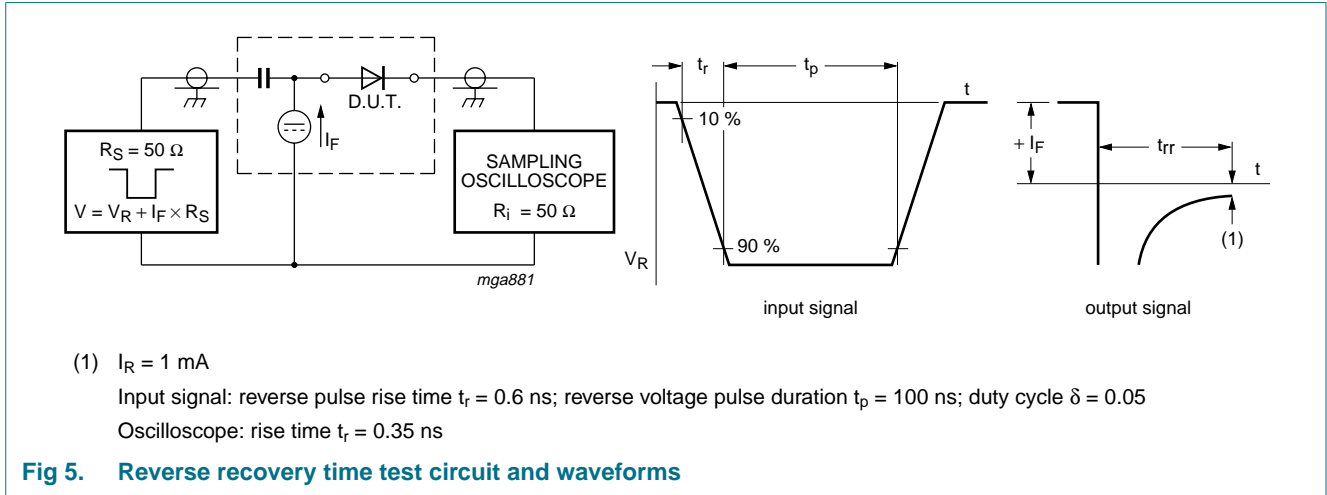 D.U.T.
I_F
R_S = 50 Ω
V = V_R + I_F × R_S
SAMPLING
OSCILLOSCOPE
R_i = 50 Ω
mga881
t_r
t_p
t
10 %
90 %
V_R
input signal
+ I_F
t_rr
t
(1)
output signal
(1) I_R = 1 mA
Input signal: reverse pulse rise time t_r = 0.6 ns; reverse voltage pulse duration t_p = 100 ns; duty cycle δ = 0.05
Oscilloscope: rise time t_r = 0.35 ns
Fig 5. Reverse recovery time test circuit and waveforms